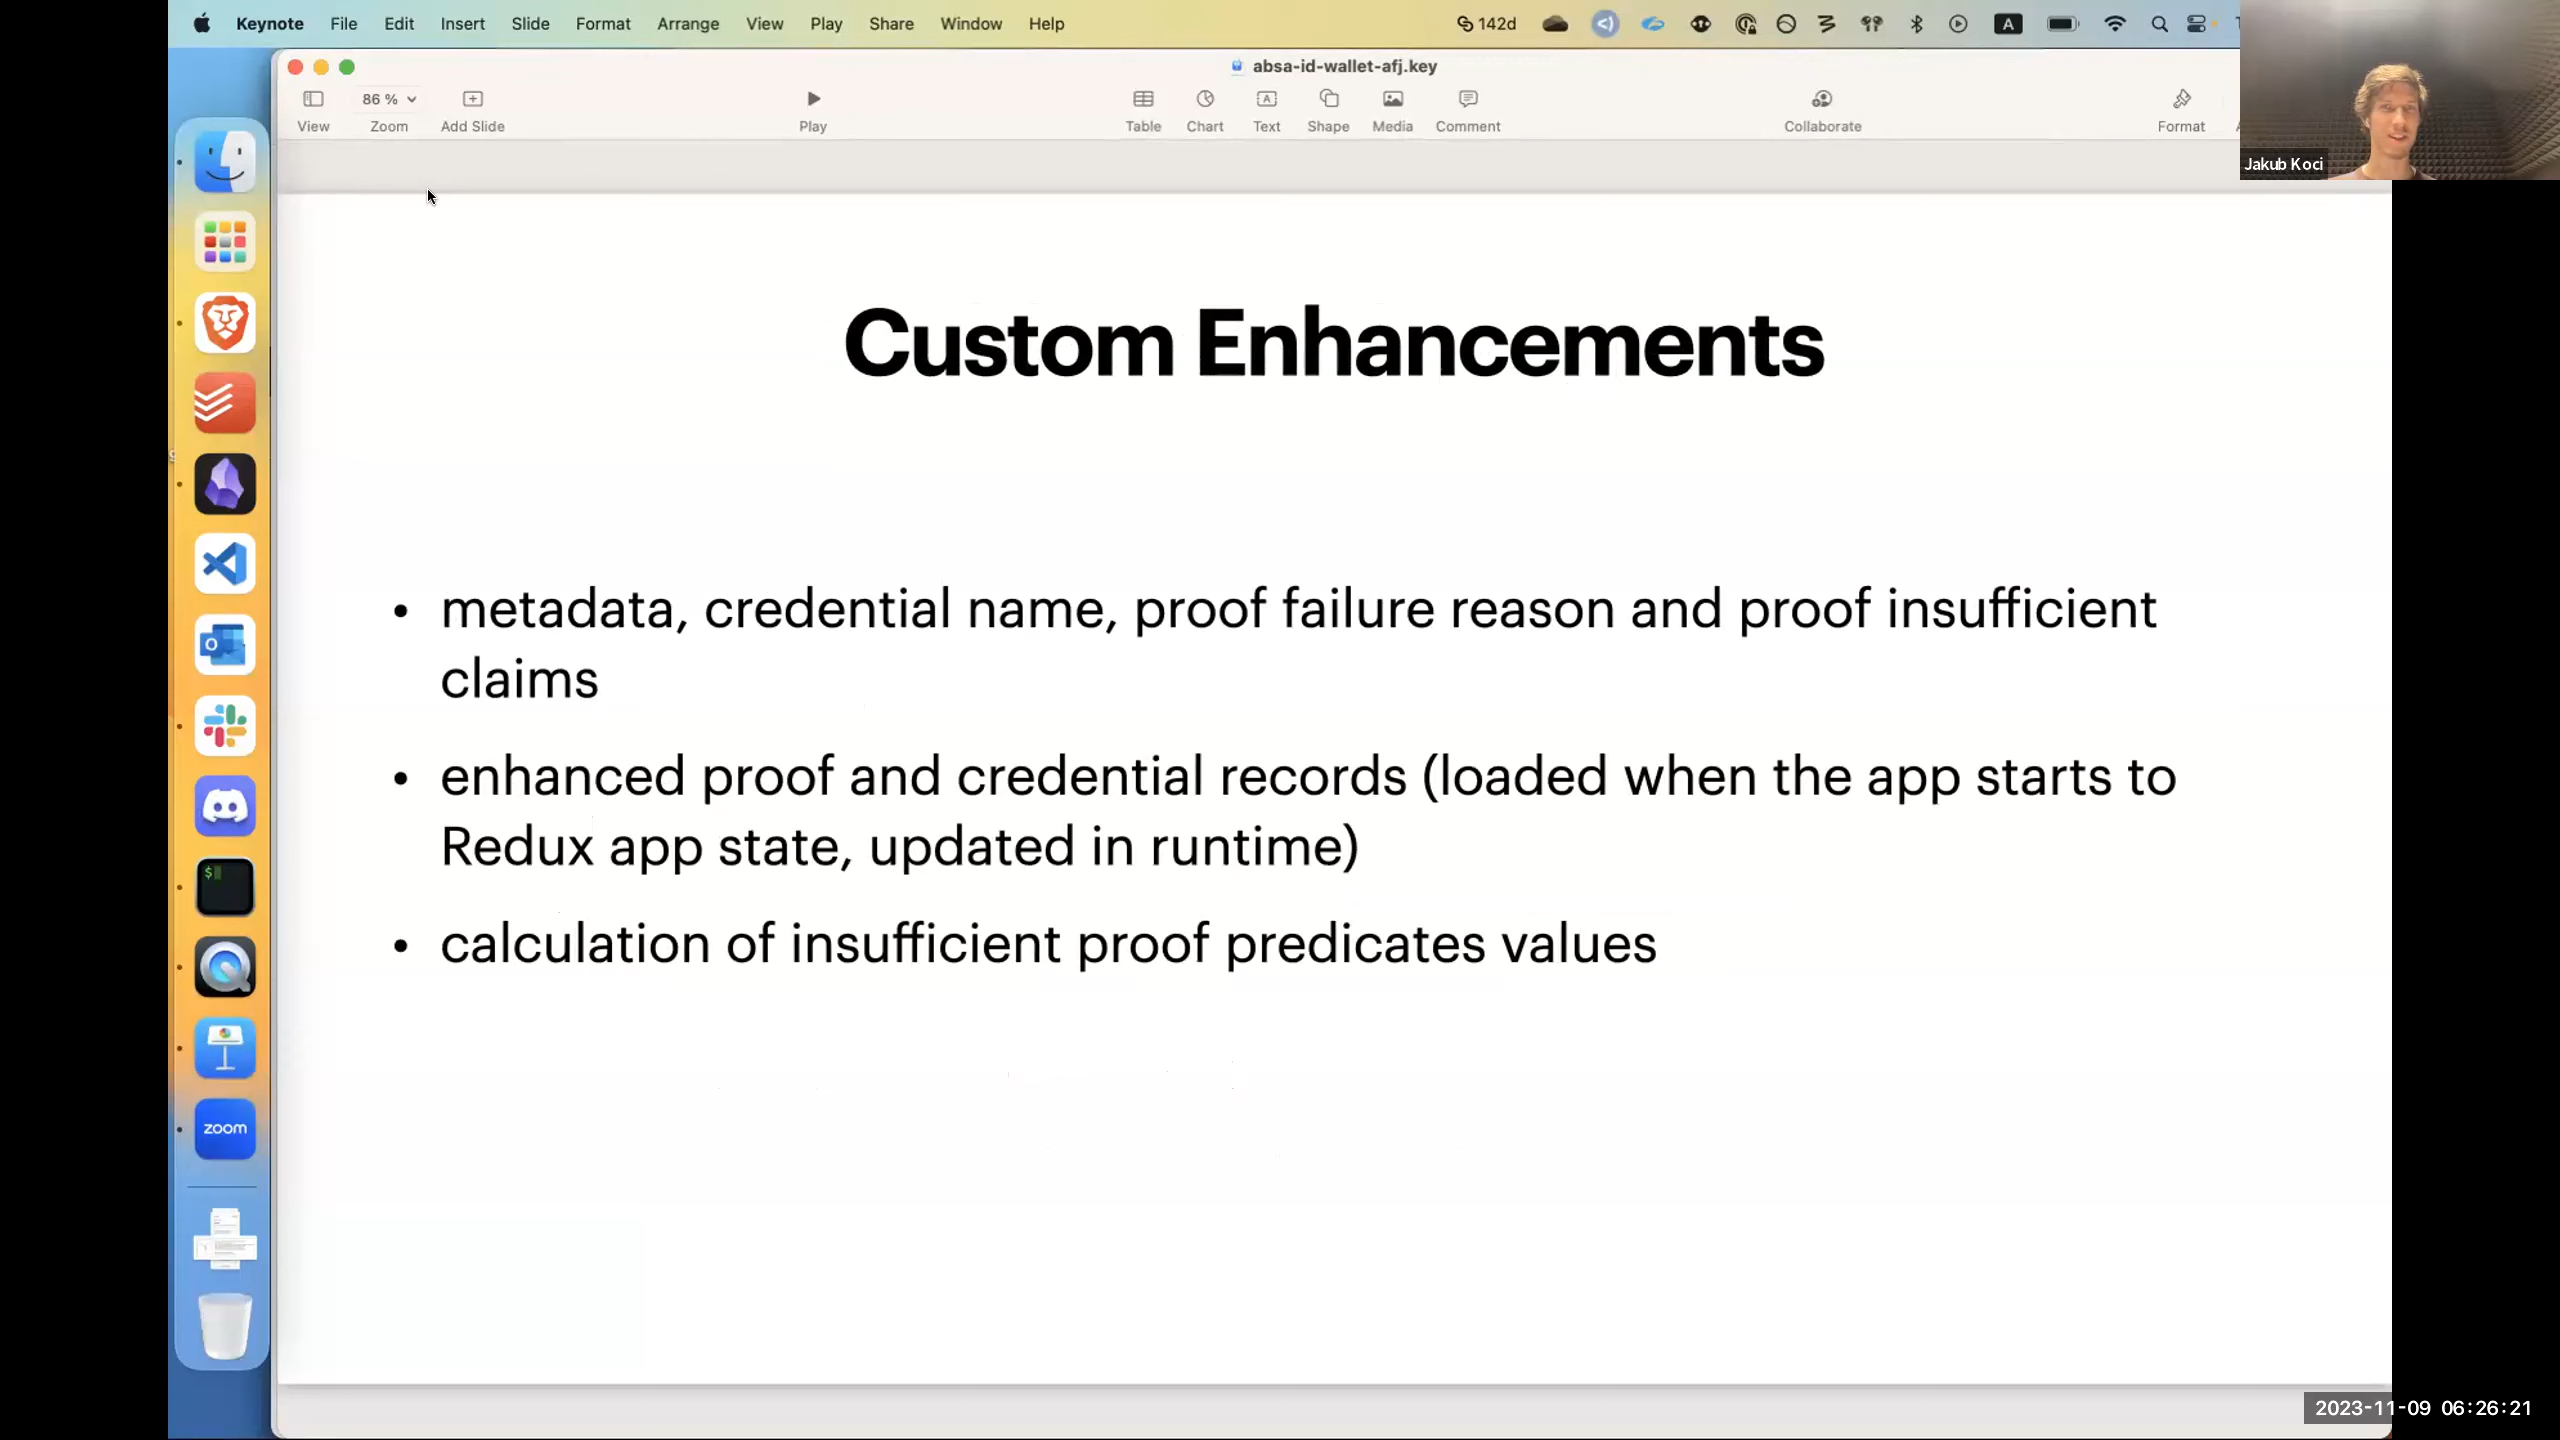 Keynote File Edit Insert Slide Format Arrange View Play Share Window Help 142d A
absa-id-wallet-afj.key
86 %
View Zoom Add Slide Play Table Chart Text Shape Media Comment Collaborate Format
Jakub Koci
Custom Enhancements
• metadata, credential name, proof failure reason and proof insufficient
claims
• enhanced proof and credential records (loaded when the app starts to
Redux app state, updated in runtime)
• calculation of insufficient proof predicates values
zoom
2023-11-09 06:26:21